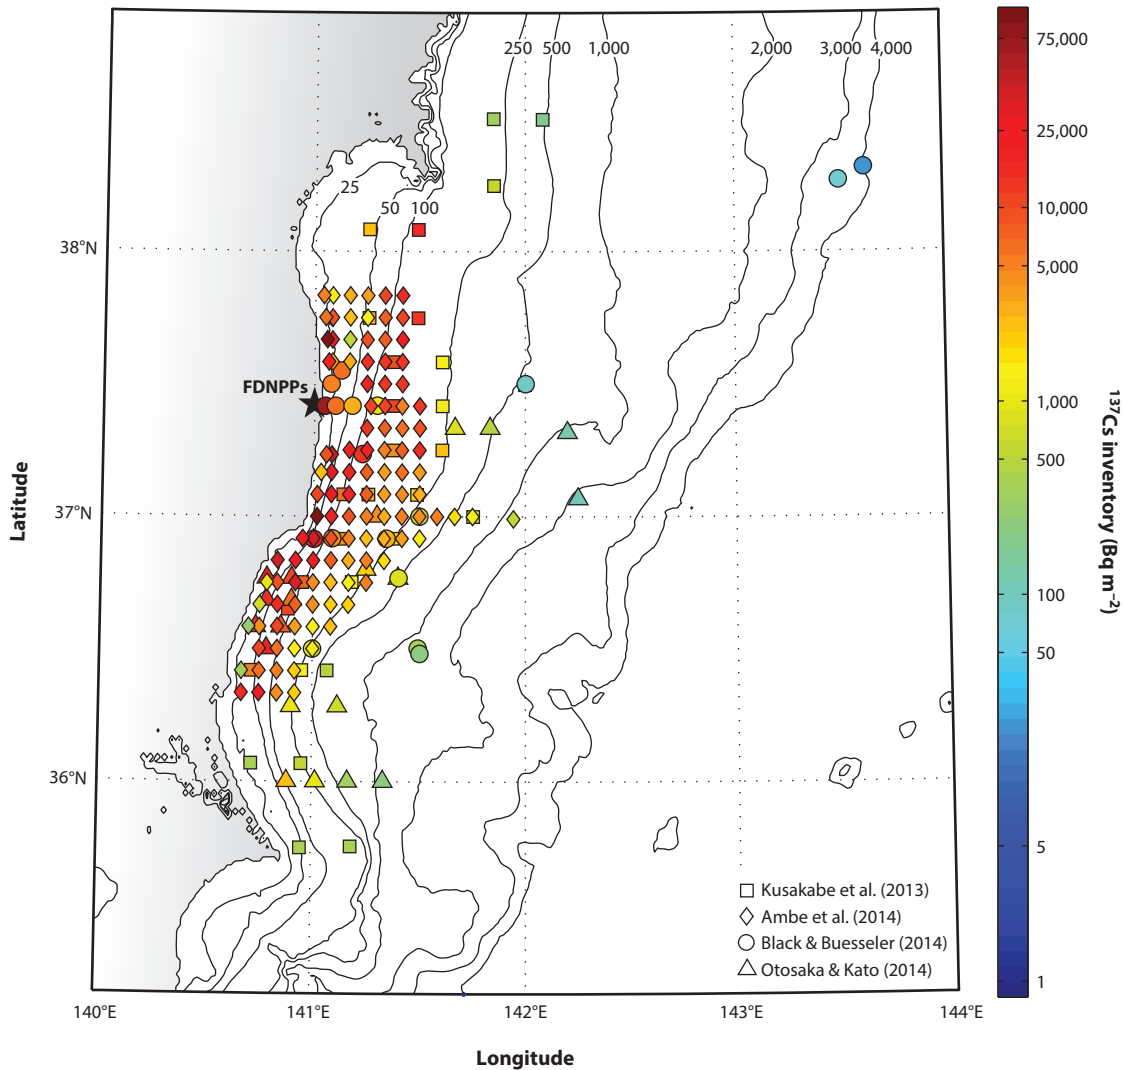 250 500 1,000 2,000 3,000 4,000
75,000
25,000
25
10,000
50 100
38°N
5,000
FDNPPs
1,000
500
37°N
100
50
36°N
5
1
Latitude
¹³⁷Cs inventory (Bq m⁻²)
Kusakabe et al. (2013)
Ambe et al. (2014)
Black & Buesseler (2014)
Otosaka & Kato (2014)
140°E 141°E 142°E 143°E 144°E
Longitude